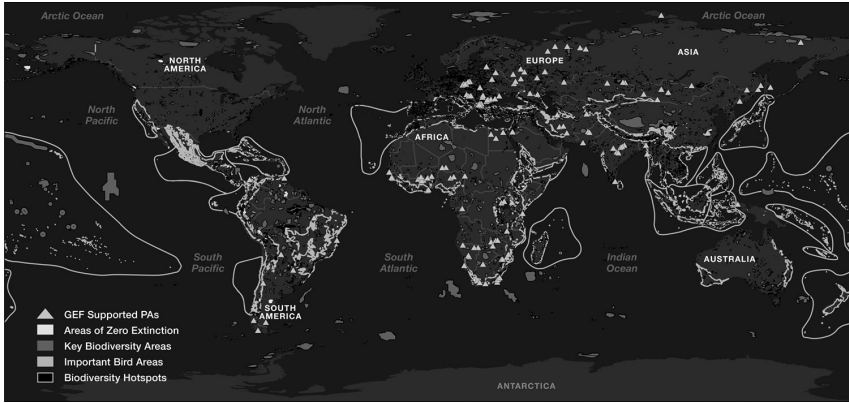 Arctic Ocean
Arctic Ocean
NORTH
AMERICA
EUROPE
ASIA
North
Pacific
North
Atlantic
AFRICA
South
Pacific
South
Atlantic
Indian
Ocean
AUSTRALIA
SOUTH
AMERICA
GEF Supported PAs
Areas of Zero Extinction
Key Biodiversity Areas
Important Bird Areas
Biodiversity Hotspots
ANTARCTICA